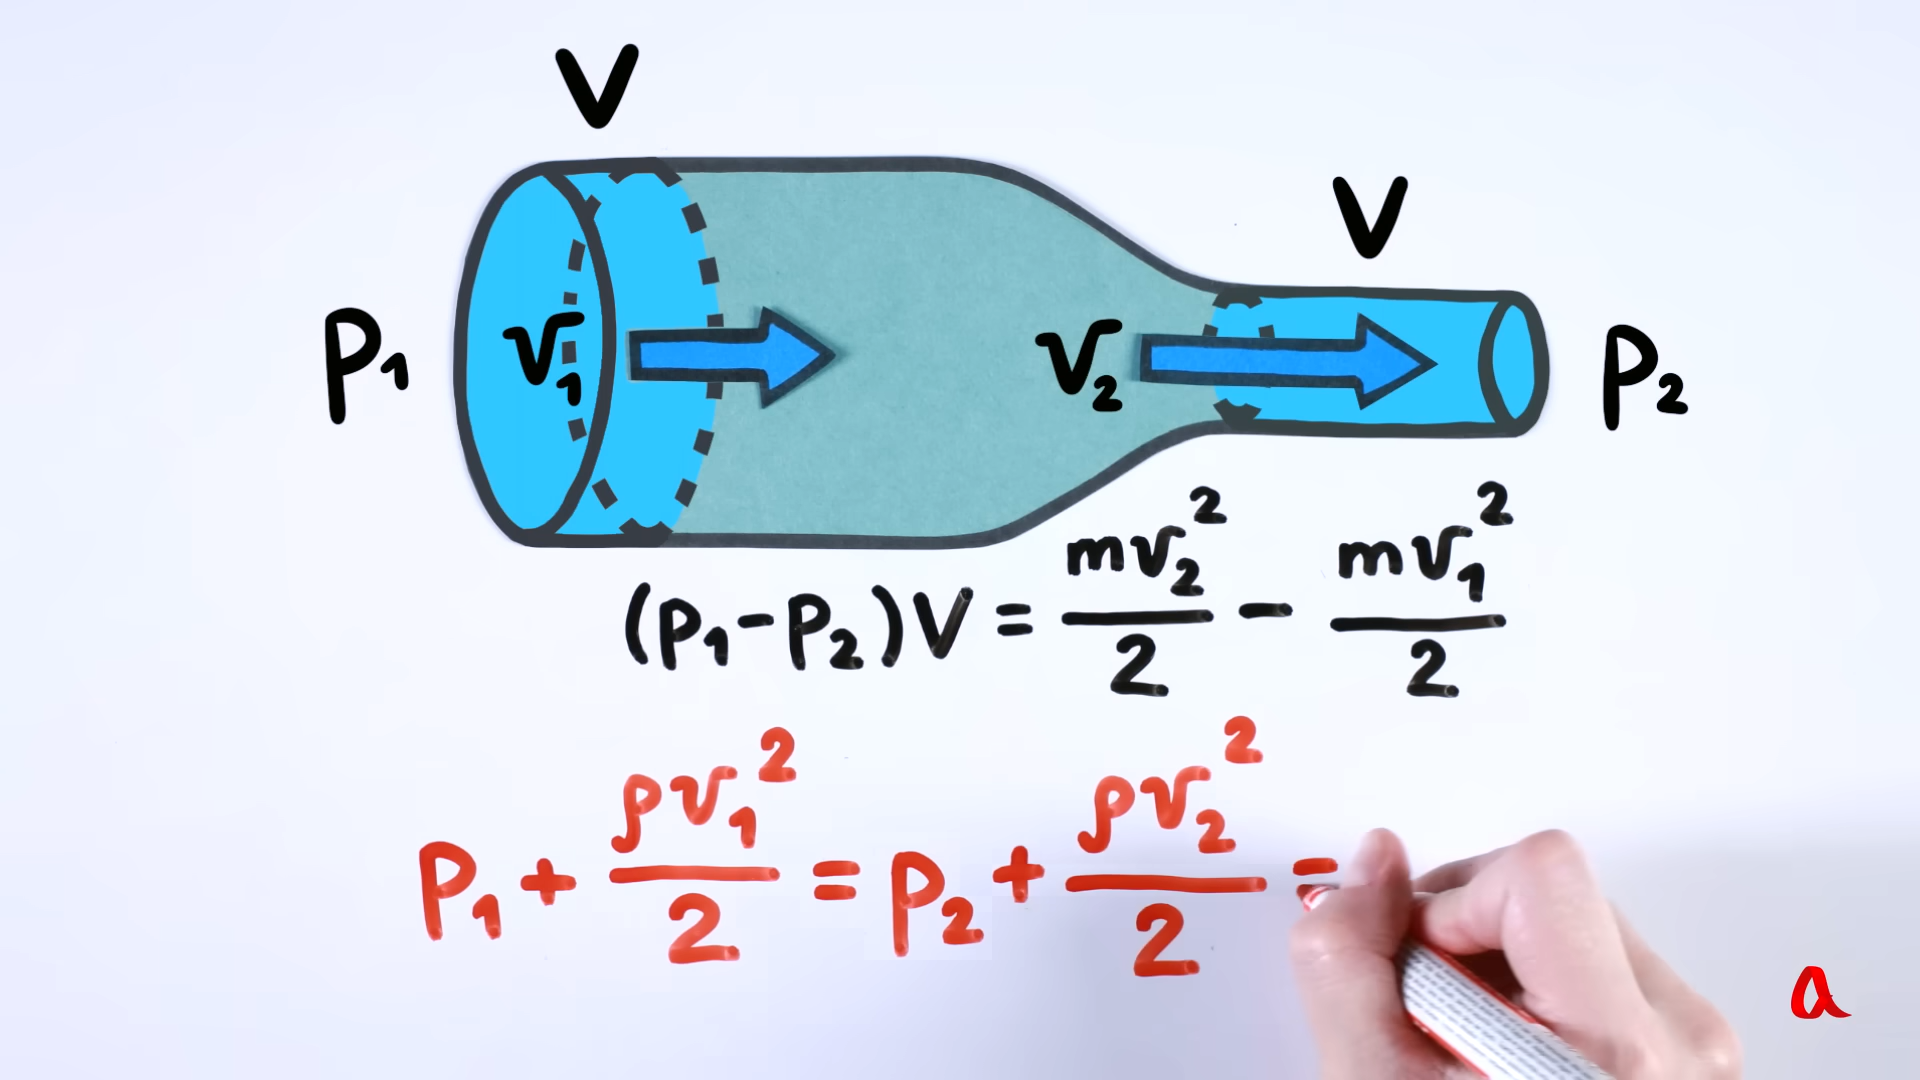 V
V
p₁ v₁ v₂ p₂
(p₁-p₂)V = mv₂²/2 - mv₁²/2
p₁ + ρv₁²/2 = p₂ + ρv₂²/2 =
a